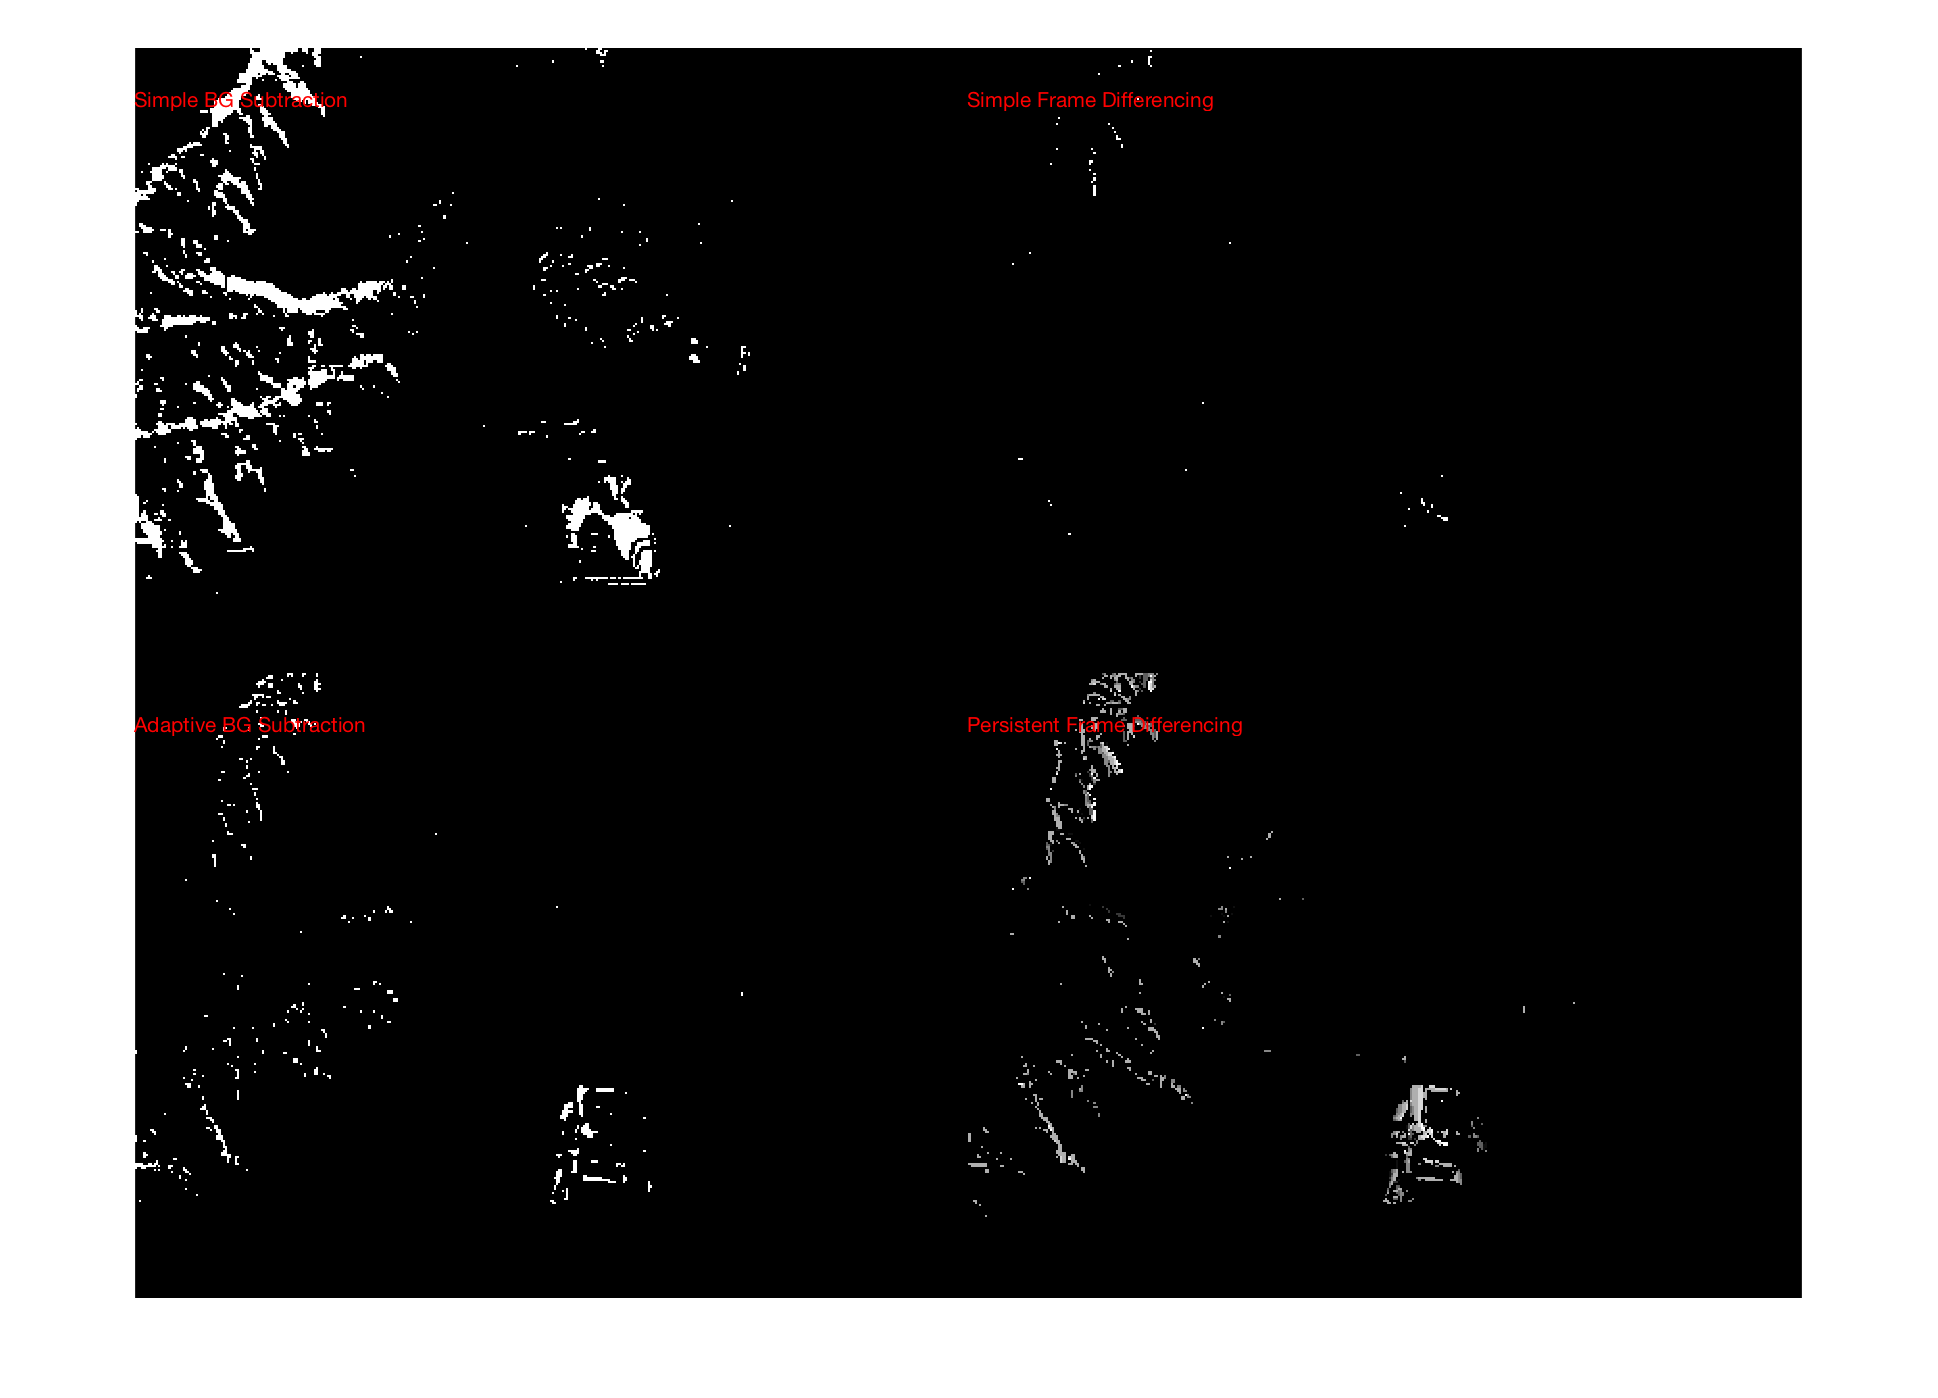 Simple BG Subtraction
Simple Frame Differencing
Adaptive BG Subtraction
Persistent Frame Differencing